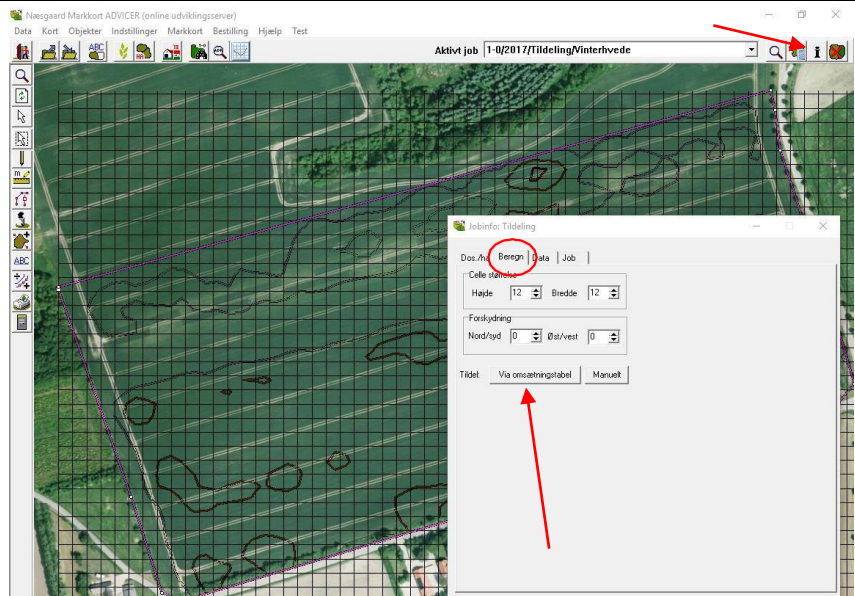 Næsgaard Markkort ADVICER (online udviklingsserver)
Data Kort Objekter Indstillinger Markkort Bestilling Hjælp Test
ABC Aktivt job 1-0/2017/Tildeling/Vinterhvede i
m
ABC
Jobinfo: Tildeling
Dos./ha Beregn Data Job
Celle størrelse
Højde 12 Bredde 12
Forskydning
Nord/syd 0 Øst/vest 0
Tildel: Via omsætningstabel Manuelt